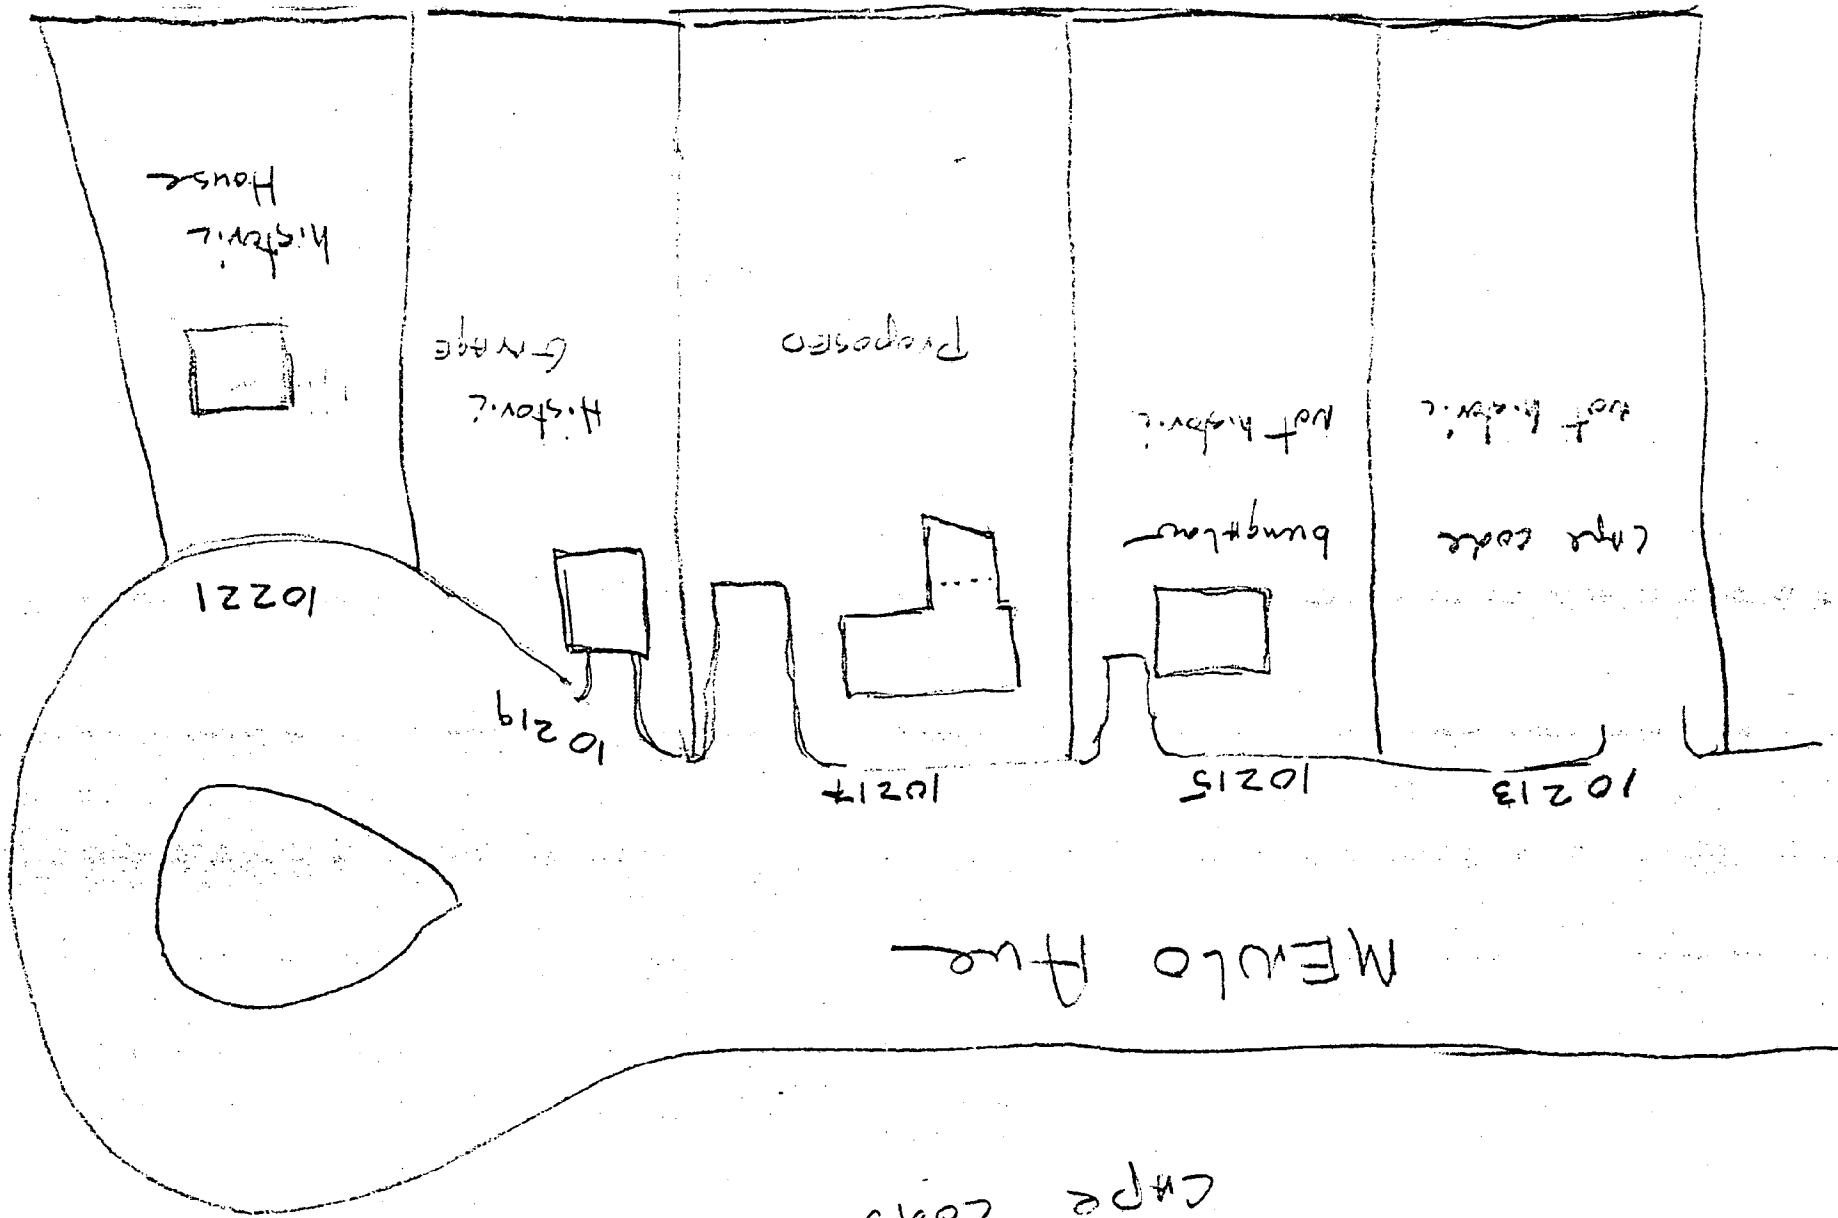 CAPE
MENLO Ave
10213
10215
10217
10219
10221
Cape code
Not historic
bungalow
Not historic
PropoSED
Historic
GarAgE
historic
House